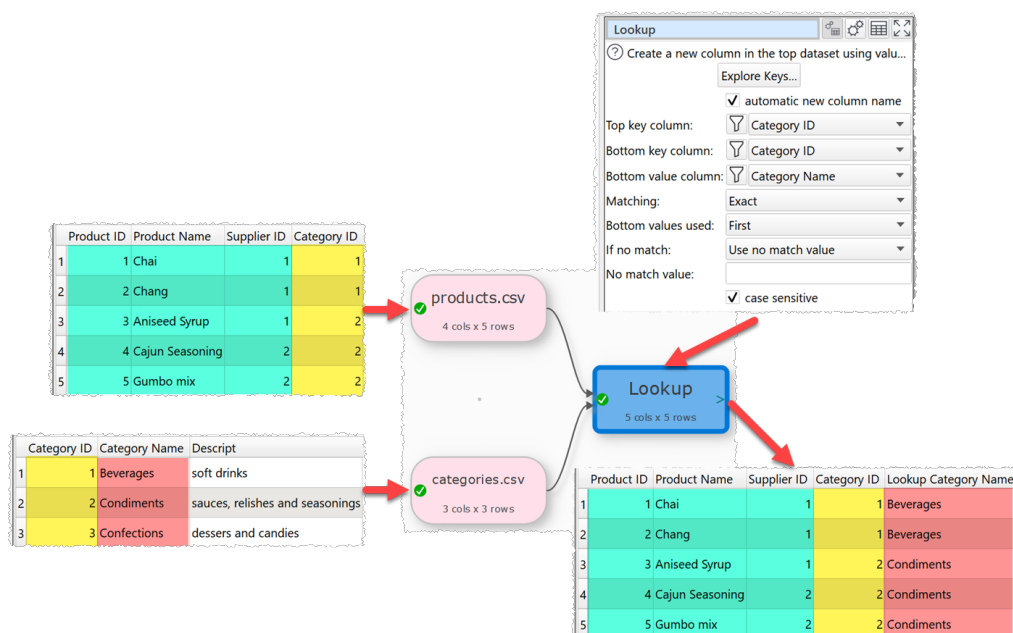 Lookup
Create a new column in the top dataset using valu...
Explore Keys...
automatic new column name
Top key column: Category ID
Bottom key column: Category ID
Bottom value column: Category Name
Matching: Exact
Bottom values used: First
If no match: Use no match value
No match value:
case sensitive
Product ID Product Name Supplier ID Category ID
1 1 Chai 1 1
2 2 Chang 1 1
3 3 Aniseed Syrup 1 2
4 4 Cajun Seasoning 2 2
5 5 Gumbo mix 2 2
products.csv
4 cols x 5 rows
Lookup
5 cols x 5 rows
Category ID Category Name Descript
1 1 Beverages soft drinks
2 2 Condiments sauces, relishes and seasonings
3 3 Confections dessers and candies
categories.csv
3 cols x 3 rows
Product ID Product Name Supplier ID Category ID Lookup Category Name
1 1 Chai 1 1 Beverages
2 2 Chang 1 1 Beverages
3 3 Aniseed Syrup 1 2 Condiments
4 4 Cajun Seasoning 2 2 Condiments
5 5 Gumbo mix 2 2 Condiments